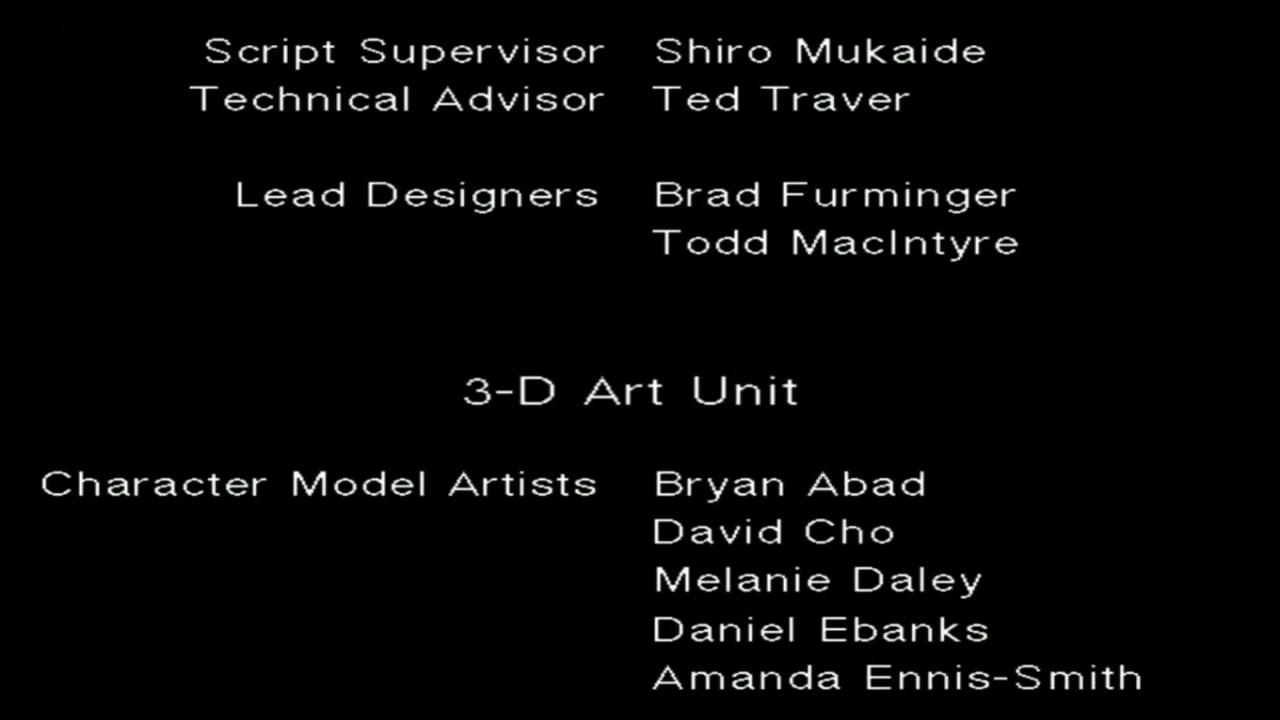 Script Supervisor Shiro Mukaide
Technical Advisor Ted Traver
Lead Designers Brad Furminger
Todd MacIntyre
3-D Art Unit
Character Model Artists Bryan Abad
David Cho
Melanie Daley
Daniel Ebanks
Amanda Ennis-Smith